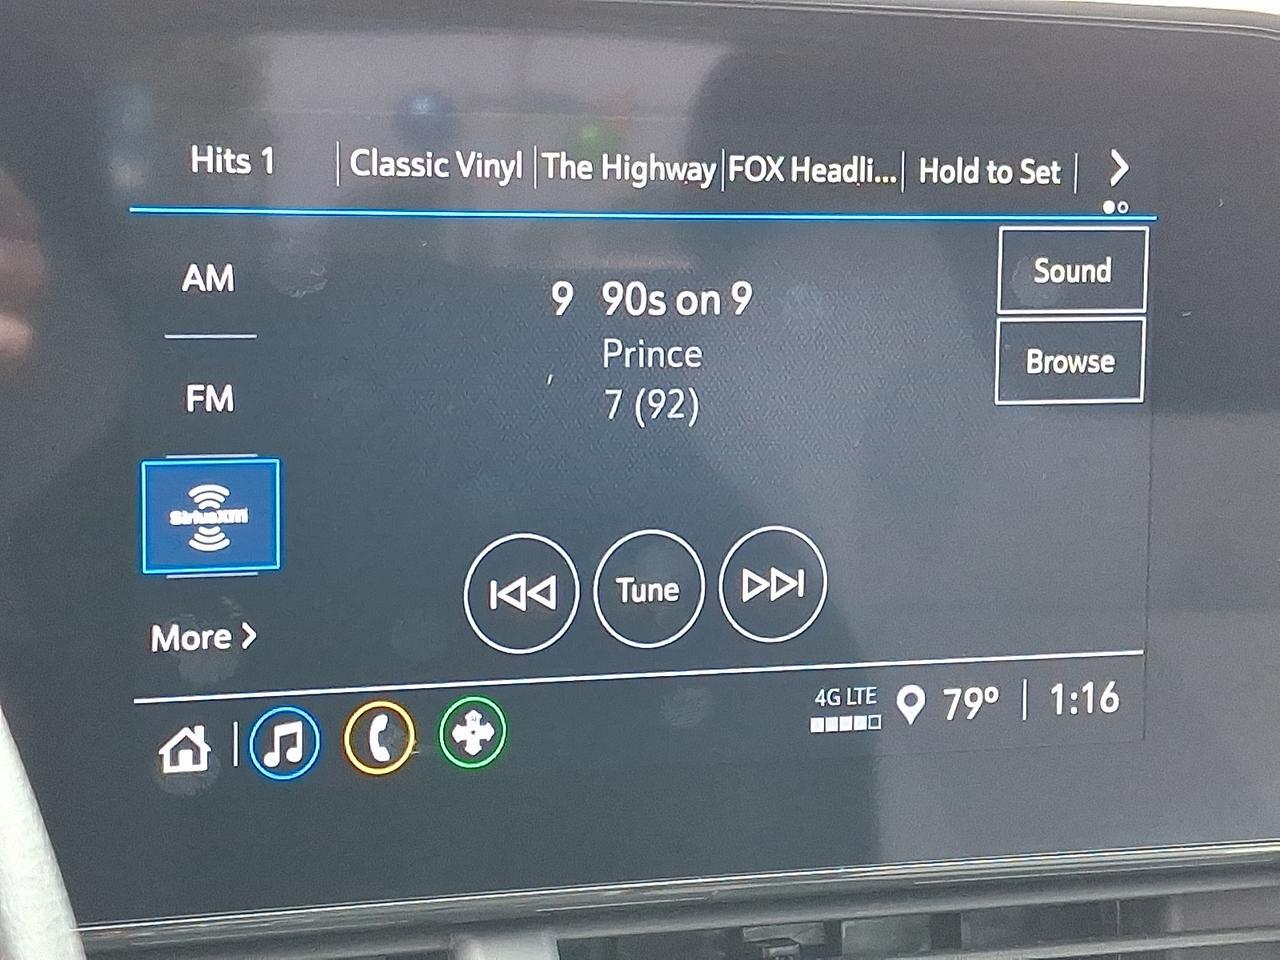 Hits 1 Classic Vinyl The Highway FOX Headli... Hold to Set
AM
9 90s on 9
Sound
Prince
Browse
FM
7 (92)
SiriusXM
Tune
More
4G LTE 79° 1:16